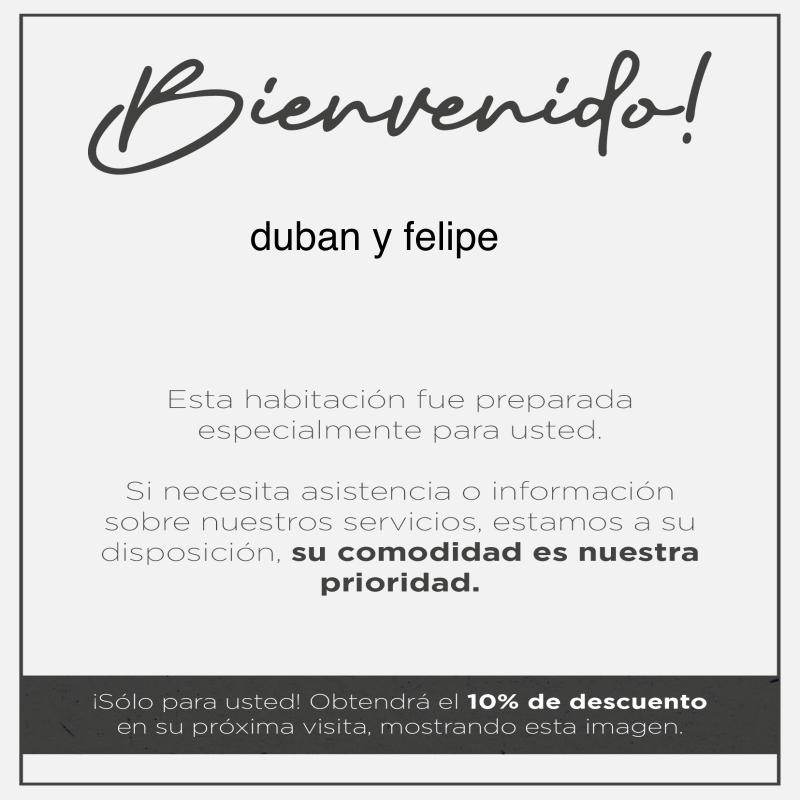 Bienvenido!
duban y felipe
Esta habitación fue preparada
especialmente para usted.
Si necesita asistencia o información
sobre nuestros servicios, estamos a su
disposición, su comodidad es nuestra
prioridad.
¡Sólo para usted! Obtendrá el 10% de descuento
en su próxima visita, mostrando esta imagen.